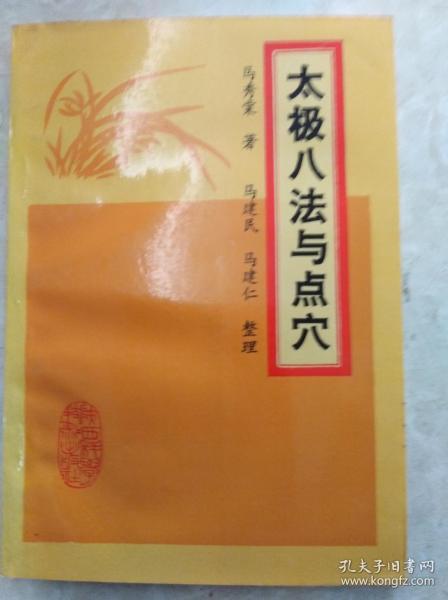 太极八法与点穴
马秀棠 著
马建民 马建仁 整理
孔夫子旧书网
www.kongfz.com